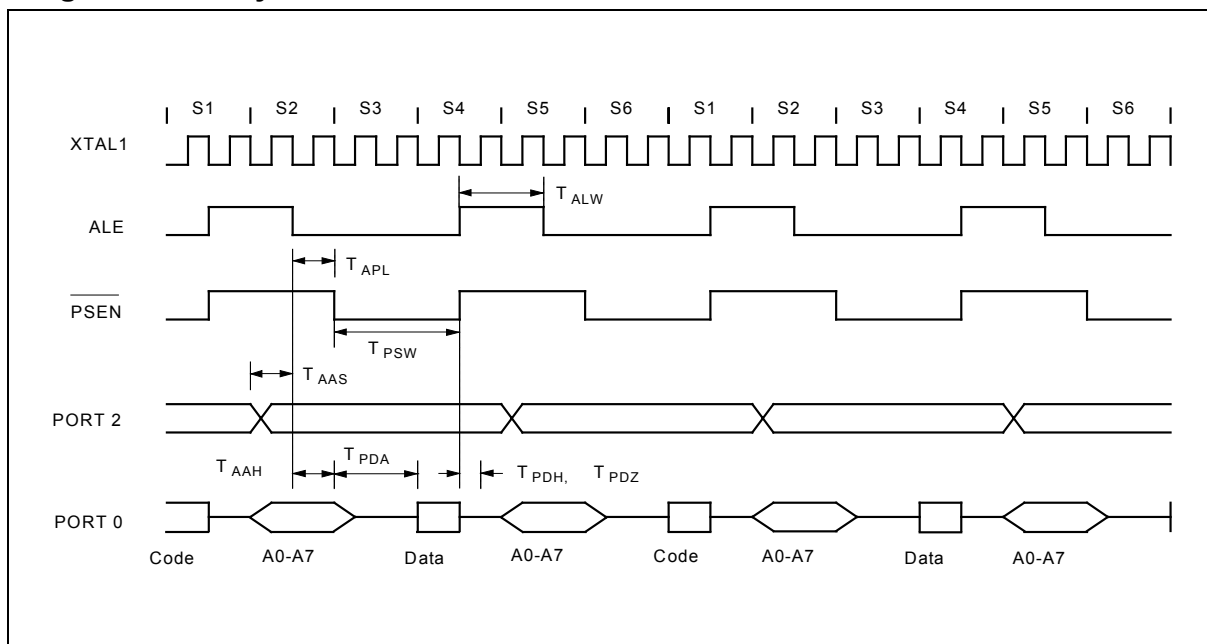 S1 S2 S3 S4 S5 S6 S1 S2 S3 S4 S5 S6
XTAL1
T ALW
ALE
T APL
PSEN
T PSW
T AAS
PORT 2
T AAH T PDA T PDH, T PDZ
PORT 0
Code A0-A7 Data A0-A7 Code A0-A7 Data A0-A7